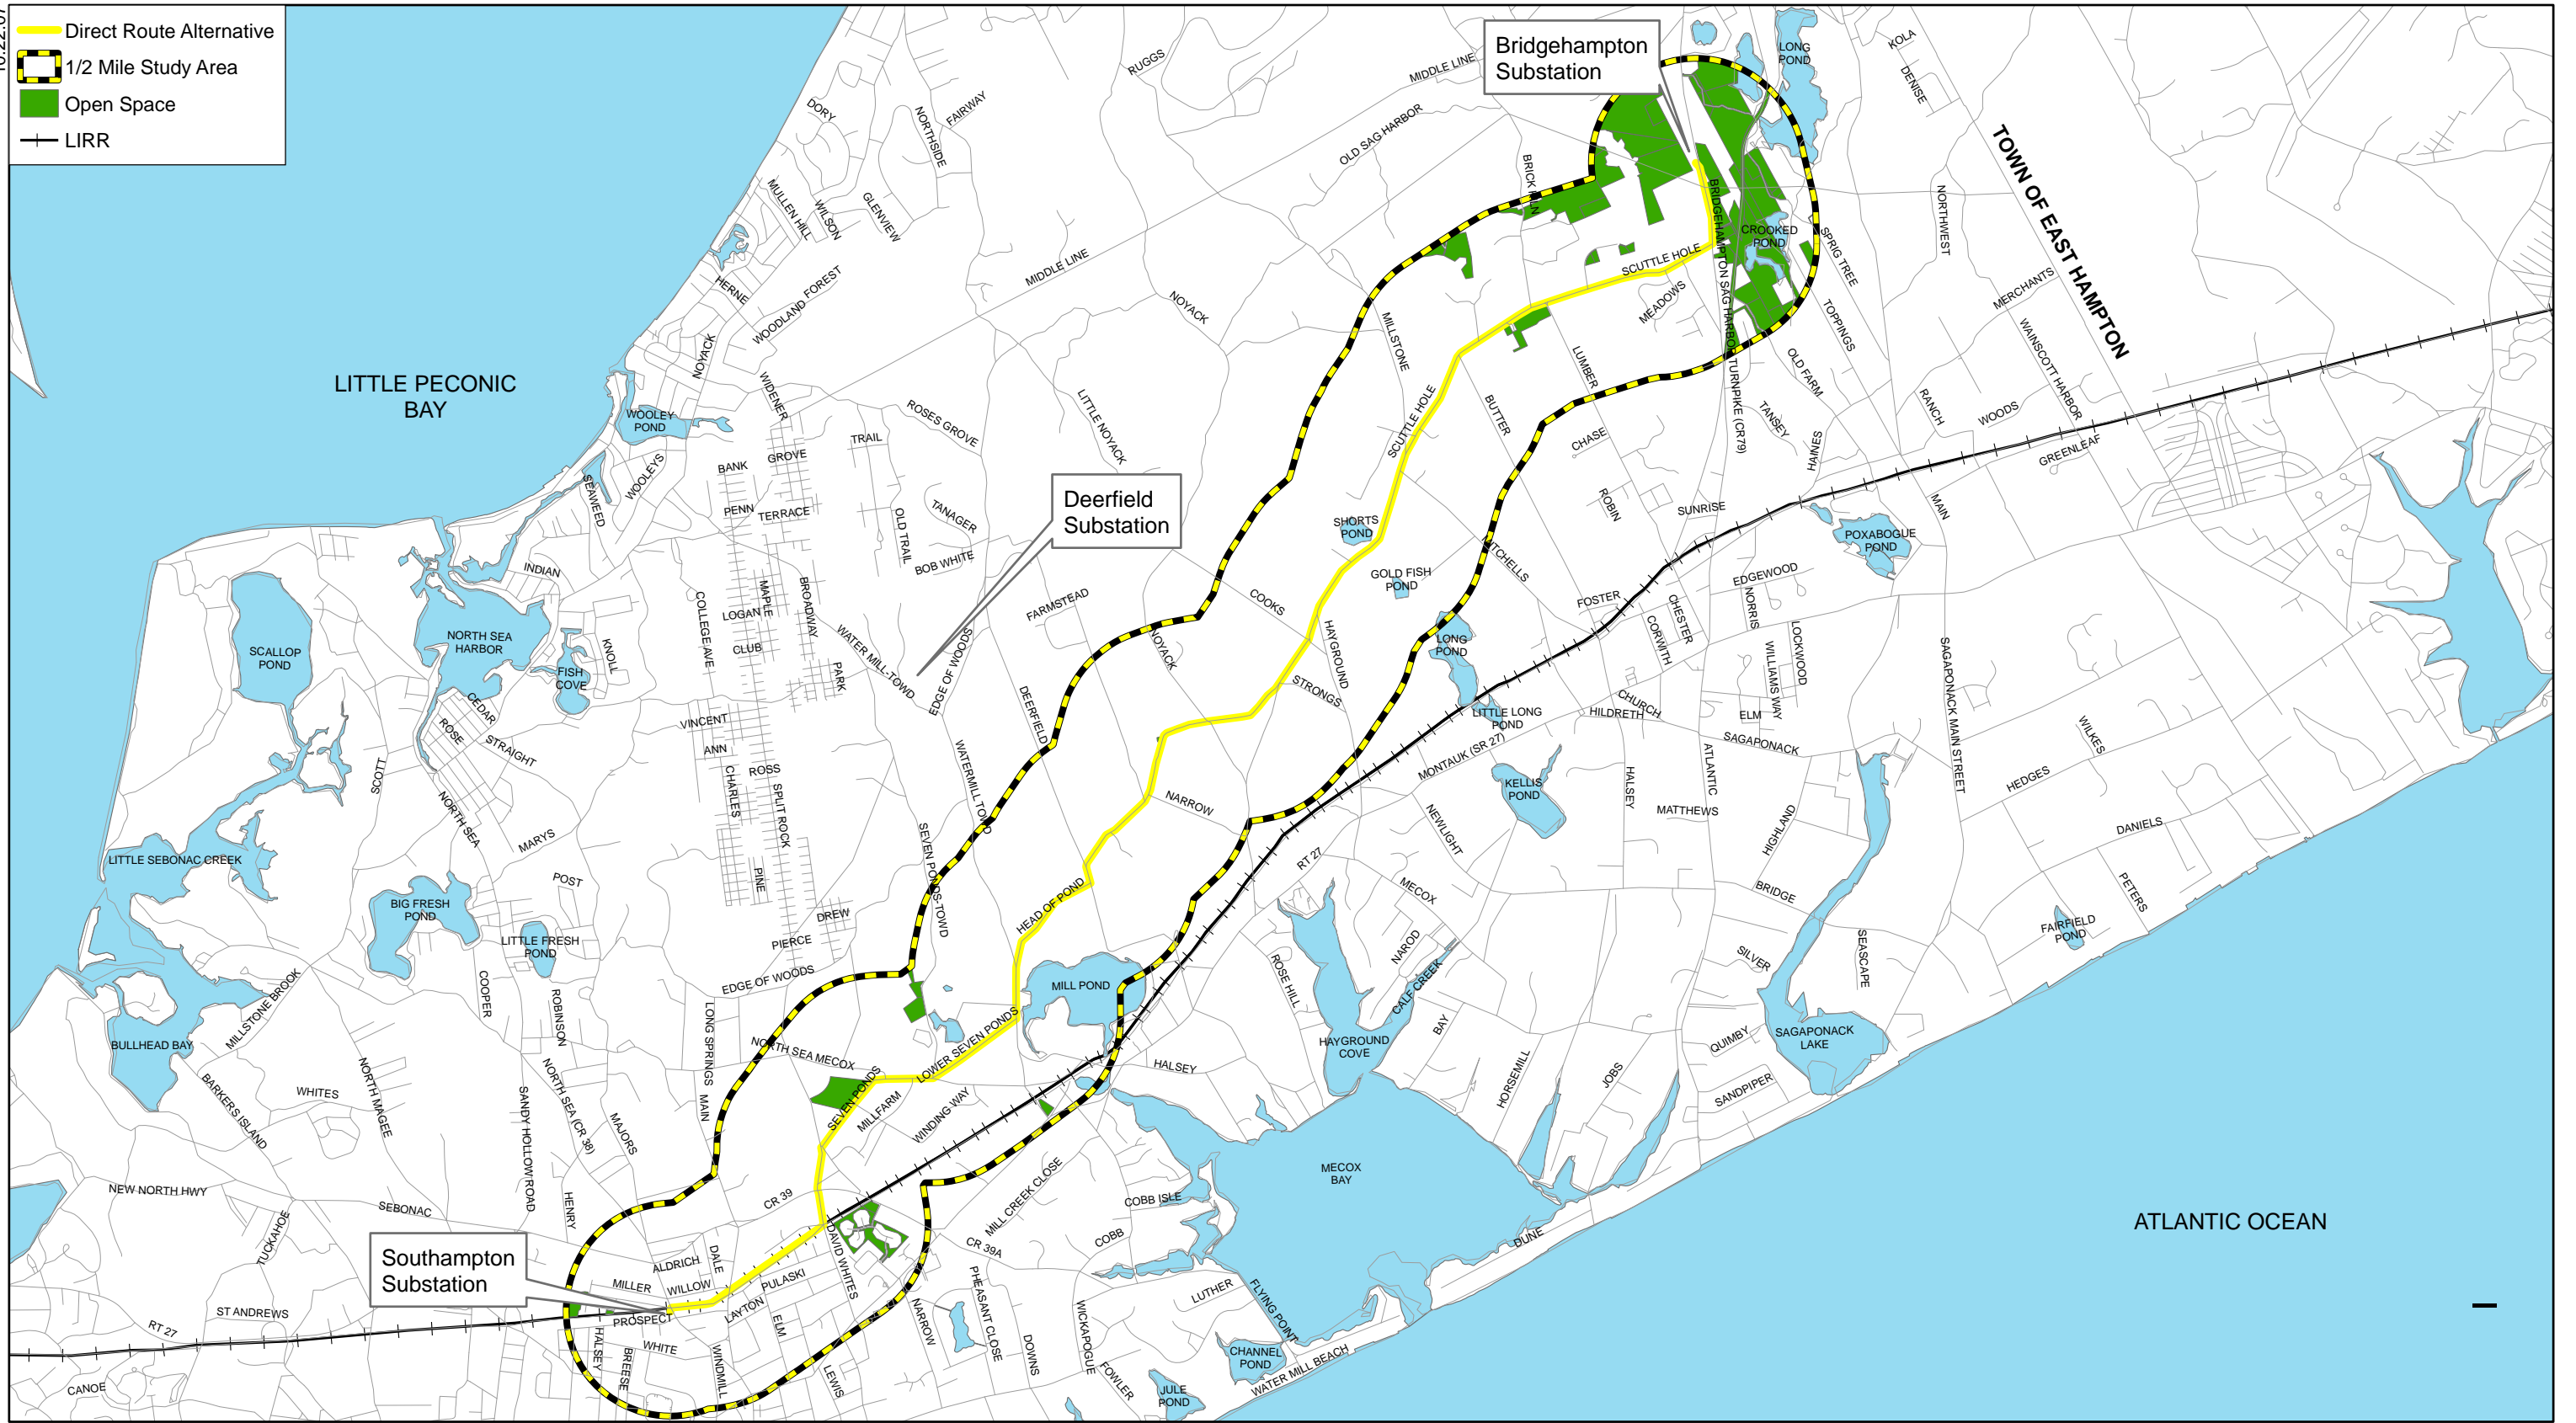 Direct Route Alternative
1/2 Mile Study Area
Open Space
LIRR
Bridgehampton
Substation
Deerfield
Substation
Southampton
Substation
TOWN OF EAST HAMPTON
LITTLE PECONIC
BAY
ATLANTIC OCEAN
LONG
POND
KOLA
DENISE
RUGGS
MIDDLE LINE
OLD SAG HARBOR
DORY
NORTHSIDE
FAIRWAY
MULLEN HILL
WILSON
GLENVIEW
HERNE
WOODLAND
FOREST
NOYACK
MIDDLE LINE
NOYACK
BRIDGEHAMPTON SAG HARBOR TURNPIKE (CR79)
CROOKED
POND
SPRIG TREE
NORTHWEST
MERCHANTS
WAINSCOTT HARBOR
TOPPINGS
SCUTTLE HOLE
MEADOWS
MILLSTONE
LUMBER
OLD FARM
RANCH
WOODS
GREENLEAF
TANSEY
HAINES
CHASE
BUTTER
SCUTTLE HOLE
WOOLEY
POND
WIDENER
ROSES GROVE
LITTLE NOYACK
TRAIL
BANK
GROVE
WOOLEYS
SEAWEED
PENN
TERRACE
OLD TRAIL
TANAGER
BOB WHITE
ROBIN
SUNRISE
MAIN
POXABOGUE
POND
SHORTS
POND
GOLD FISH
POND
EDGEWOOD
NORRIS
FOSTER
CHESTER
CORWITH
LOCKWOOD
WILLIAMS WAY
INDIAN
COLLEGE AVE
LOGAN
MAPLE
CLUB
BROADWAY
WATER MILL-TOWD
PARK
EDGE OF WOODS
FARMSTEAD
NOYACK
COOKS
HAYGROUND
STRONGS
LONG
POND
LITTLE LONG
POND
CHURCH
HILDRETH
ELM
SAGAPONACK
SAGAPONACK MAIN STREET
SCALLOP
POND
NORTH SEA
HARBOR
FISH
COVE
KNOLL
CEDAR
ROSE
STRAIGHT
SCOTT
NORTH SEA
VINCENT
ANN
CHARLES
ROSS
SPLIT ROCK
PINE
DEERFIELD
WATERMILL TOWD
SEVEN PONDS-TOWD
NARROW
MONTAUK (SR 27)
KELLIS
POND
HALSEY
MATTHEWS
ATLANTIC
HIGHLAND
WILKES
HEDGES
DANIELS
PETERS
NEWLIGHT
RT 27
MECOX
BRIDGE
LITTLE SEBONAC CREEK
MARYS
POST
BIG FRESH
POND
LITTLE FRESH
POND
DREW
PIERCE
EDGE OF WOODS
HEAD OF POND
MILL POND
ROSE HILL
NAROD
CALF CREEK
SILVER
SEASCAPE
FAIRFIELD
POND
COOPER
ROBINSON
MILLSTONE BROOK
BULLHEAD BAY
BARKERS ISLAND
WHITES
NORTH MAGEE
SANDY HOLLOW ROAD
NORTH SEA (CR 38)
MAJORS
LONG SPRINGS
MAIN
NORTH SEA MECOX
LOWER SEVEN PONDS
SEVEN PONDS
MILLFARM
WINDING WAY
HALSEY
HAYGROUND
COVE
BAY
HORSEMILL
JOBS
QUIMBY
SANDPIPER
SAGAPONACK
LAKE
MECOX
BAY
DUNE
NEW NORTH HWY
SEBONAC
TUCKAHOE
HENRY
CR 39
MILL CREEK CLOSE
COBB ISLE
COBB
CR 39A
ALDRICH
DALE
MILLER
WILLOW
PULASKI
LAYTON
DAVID WHITES
PROSPECT
ST ANDREWS
RT 27
CANOE
HALSEY
BREESE
WHITE
WINDMILL
ELM
LEWIS
NARROW
PHEASANT CLOSE
DOWNS
WICKAPOGUE
FOWLER
LUTHER
FLYING POINT
CHANNEL
POND
WATER MILL BEACH
JULE
POND